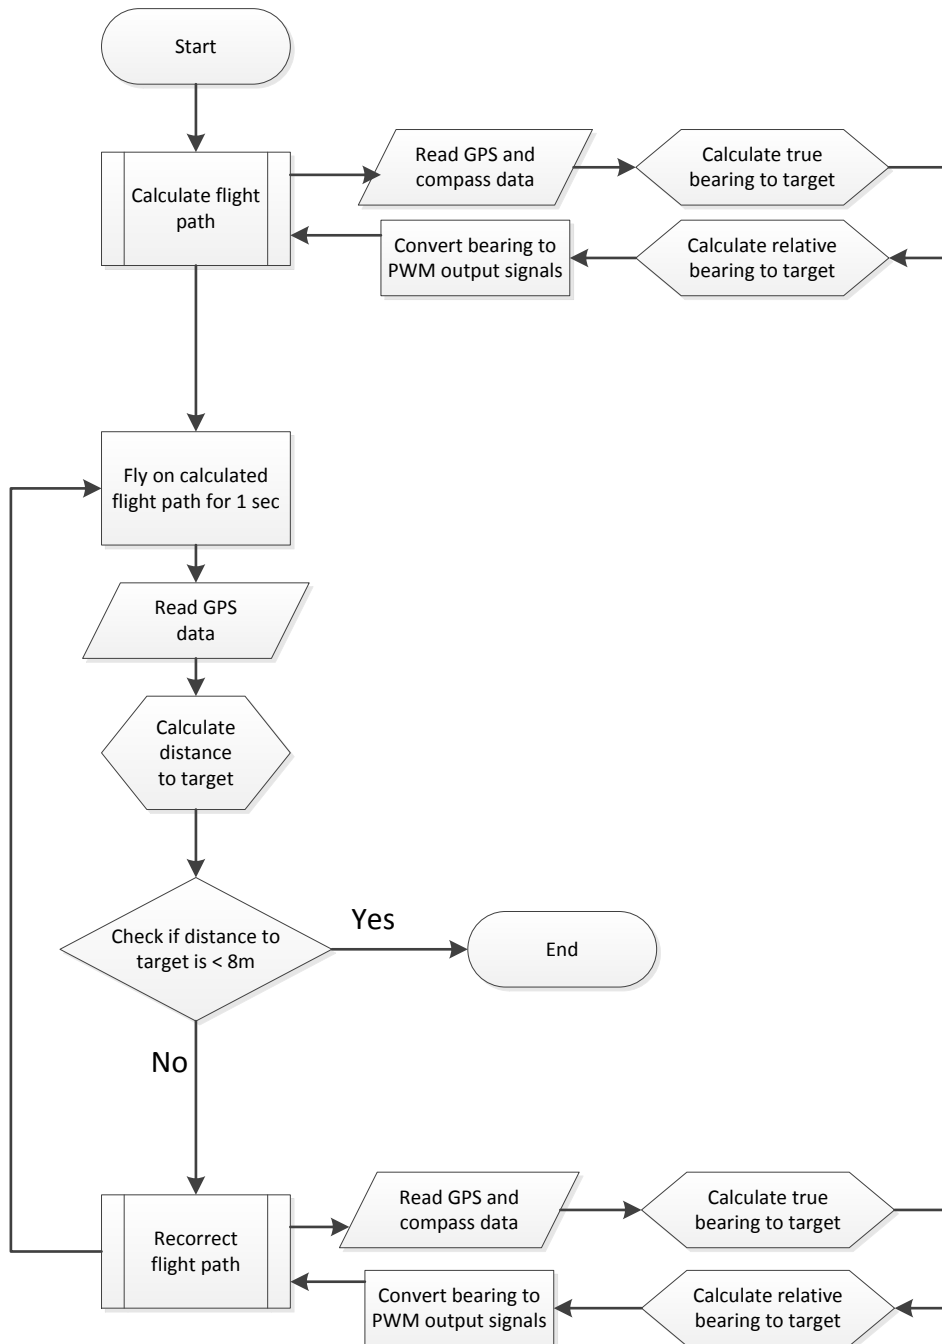 Start
Calculate flight
path
Read GPS and
compass data
Calculate true
bearing to target
Calculate relative
bearing to target
Convert bearing to
PWM output signals
Fly on calculated
flight path for 1 sec
Read GPS
data
Calculate
distance
to target
Check if distance to
target is < 8m
Yes
End
No
Recorrect
flight path
Read GPS and
compass data
Calculate true
bearing to target
Calculate relative
bearing to target
Convert bearing to
PWM output signals